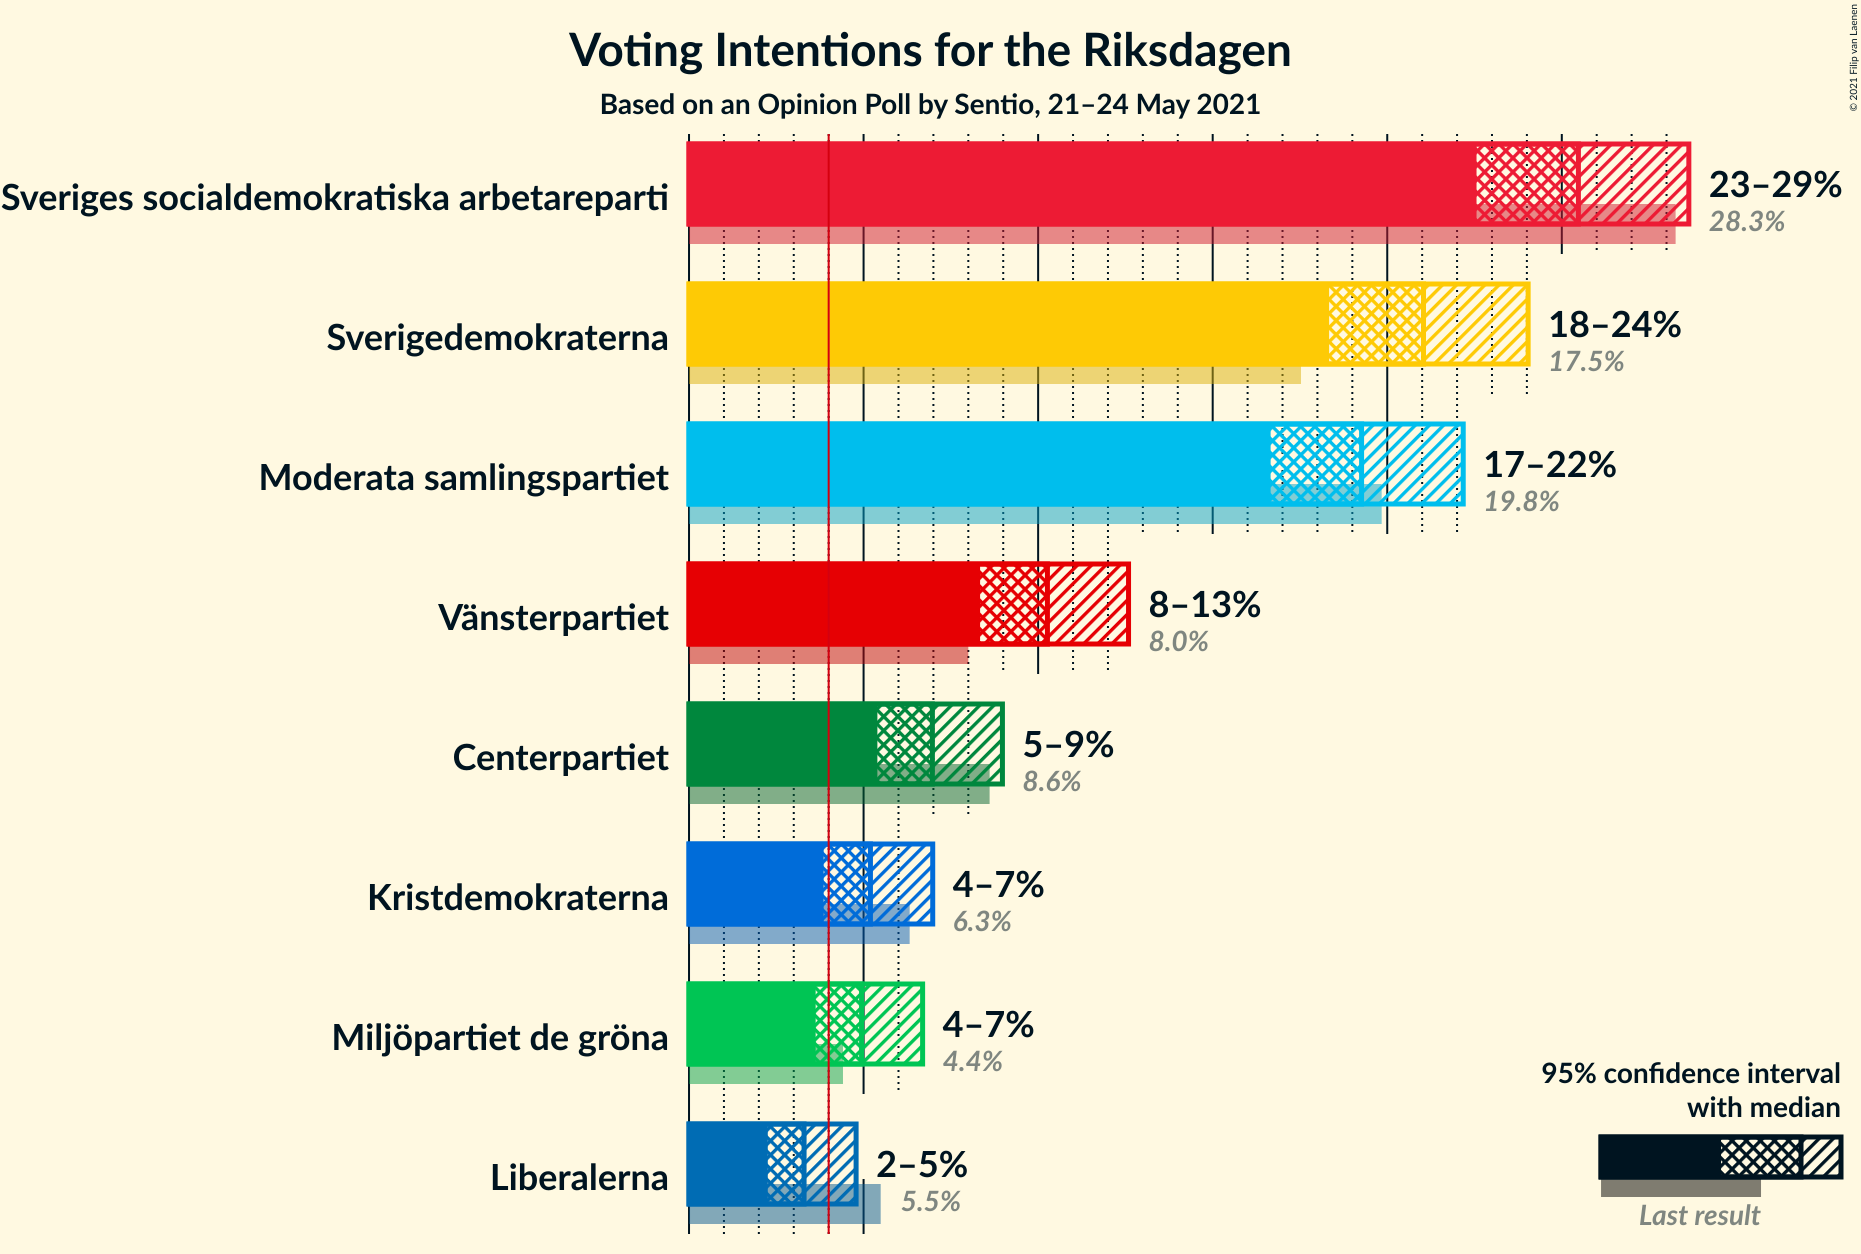 Voting Intentions for the Riksdagen
Based on an Opinion Poll by Sentio, 21–24 May 2021
© 2021 Filip van Laenen
Sveriges socialdemokratiska arbetareparti
23–29%
28.3%
Sverigedemokraterna
18–24%
17.5%
Moderata samlingspartiet
17–22%
19.8%
Vänsterpartiet
8–13%
8.0%
Centerpartiet
5–9%
8.6%
Kristdemokraterna
4–7%
6.3%
Miljöpartiet de gröna
4–7%
4.4%
Liberalerna
2–5%
5.5%
95% confidence interval
with median
Last result